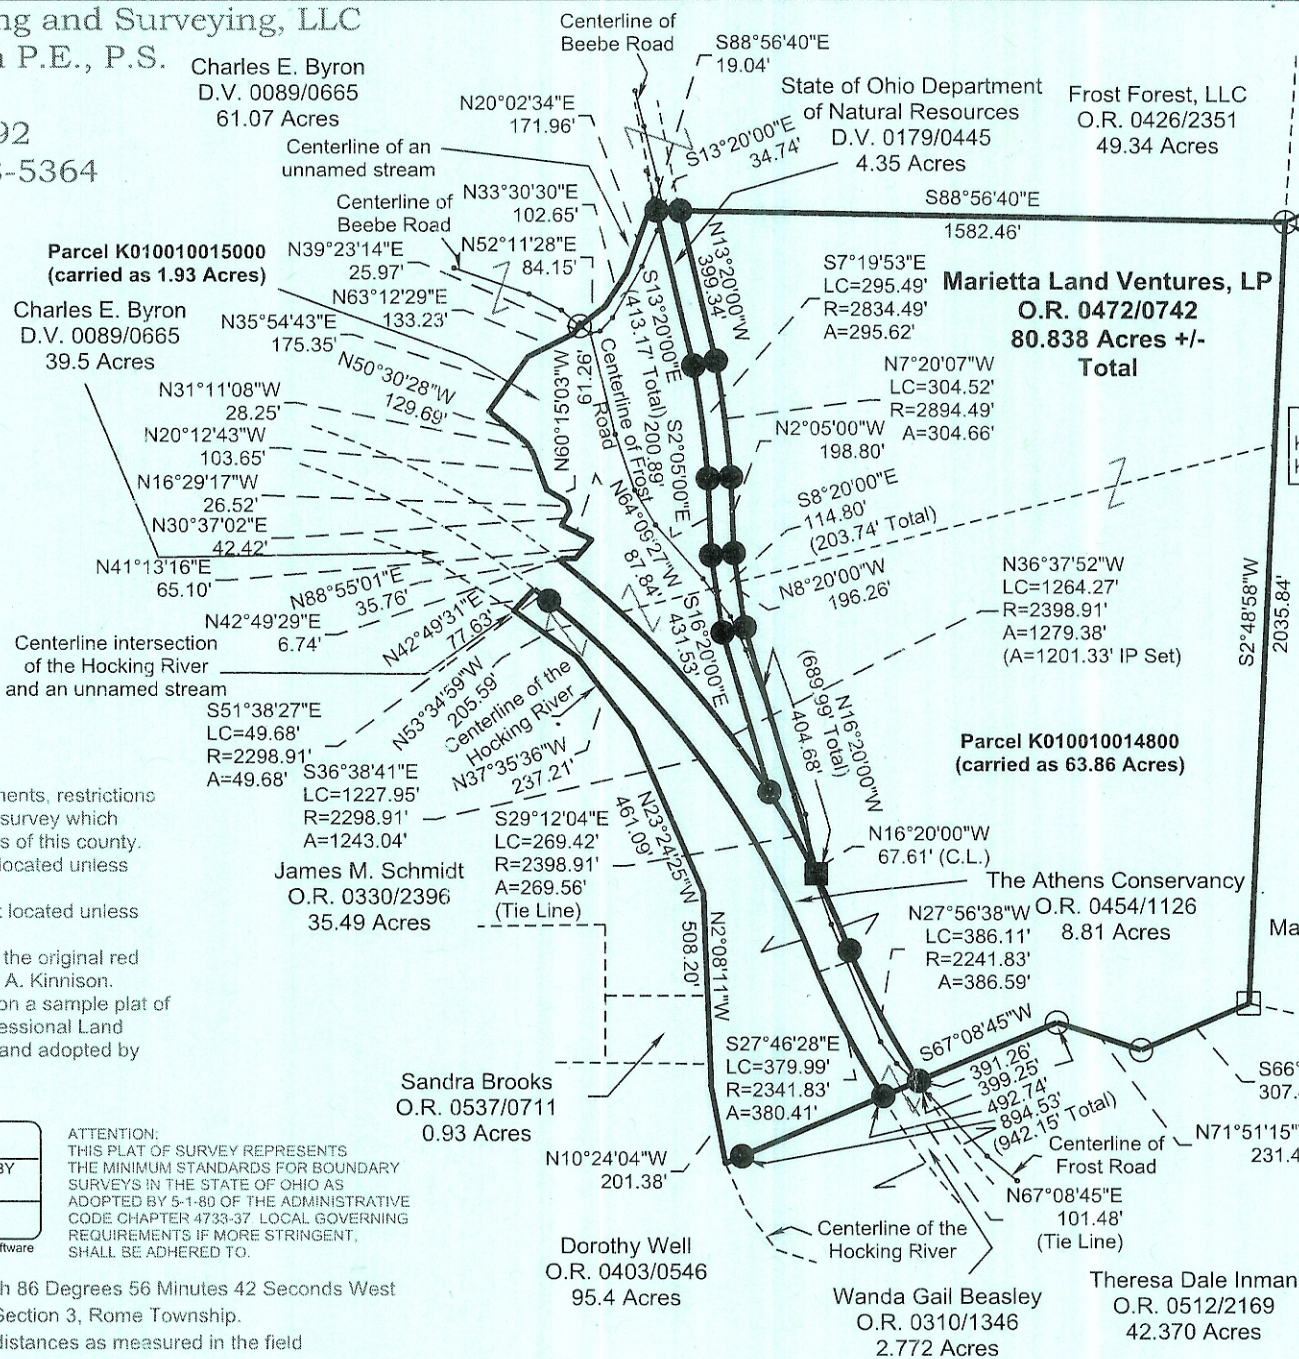 ng and Surveying, LLC
P.E., P.S.
92
-5364
Charles E. Byron
D.V. 0089/0665
61.07 Acres
Centerline of
Beebe Road
S88°56'40"E
19.04'
N20°02'34"E
171.96'
S13°20'00"E
34.74'
State of Ohio Department
of Natural Resources
D.V. 0179/0445
4.35 Acres
Frost Forest, LLC
O.R. 0426/2351
49.34 Acres
Centerline of an
unnamed stream
N33°30'30"E
102.65'
Centerline of
Beebe Road
S88°56'40"E
1582.46'
Parcel K010010015000
(carried as 1.93 Acres)
N39°23'14"E
25.97'
N52°11'28"E
84.15'
N63°12'29"E
133.23'
N13°20'00"W
399.34'
S13°20'00"E
(413.17' Total)
S7°19'53"E
LC=295.49'
R=2834.49'
A=295.62'
Marietta Land Ventures, LP
O.R. 0472/0742
80.838 Acres +/-
Total
Charles E. Byron
D.V. 0089/0665
39.5 Acres
N35°54'43"E
175.35'
N50°30'28"W
129.69'
N60°15'03"W
61.26'
Centerline of Frost
Road
S2°05'00"E
200.89'
N7°20'07"W
LC=304.52'
R=2894.49'
A=304.66'
N31°11'08"W
28.25'
N20°12'43"W
103.65'
N2°05'00"W
198.80'
N16°29'17"W
26.52'
N30°37'02"E
42.42'
S8°20'00"E
114.80'
(203.74' Total)
N64°09'27"W
87.84'
N41°13'16"E
65.10'
N88°55'01"E
35.76'
N8°20'00"W
196.26'
N36°37'52"W
LC=1264.27'
R=2398.91'
A=1279.38'
(A=1201.33' IP Set)
N42°49'29"E
6.74'
N42°49'31"E
77.63'
S16°20'00"E
431.53'
Centerline intersection
of the Hocking River
and an unnamed stream
S2°48'58"W
2035.84'
S51°38'27"E
LC=49.68'
R=2298.91'
A=49.68'
N53°34'59"W
205.59'
Centerline of the
Hocking River
N16°20'00"W
404.68'
(689.99' Total)
N37°35'36"W
237.21'
Parcel K010010014800
(carried as 63.86 Acres)
S36°38'41"E
LC=1227.95'
R=2298.91'
A=1243.04'
nents, restrictions
survey which
s of this county.
located unless
located unless
the original red
A. Kinnison.
on a sample plat of
essional Land
and adopted by
S29°12'04"E
LC=269.42'
R=2398.91'
A=269.56'
(Tie Line)
N23°24'25"W
461.09'
N16°20'00"W
67.61' (C.L.)
James M. Schmidt
O.R. 0330/2396
35.49 Acres
The Athens Conservancy
O.R. 0454/1126
8.81 Acres
N27°56'38"W
LC=386.11'
R=2241.83'
A=386.59'
Ma
N2°08'11"W
508.20'
S67°08'45"W
391.26'
399.25'
492.74'
894.53'
(942.15' Total)
S27°46'28"E
LC=379.99'
R=2341.83'
A=380.41'
S66°
307.
Sandra Brooks
O.R. 0537/0711
0.93 Acres
N71°51'15"
231.4
Centerline of
Frost Road
N10°24'04"W
201.38'
N67°08'45"E
101.48'
(Tie Line)
BY
ftware
ATTENTION:
THIS PLAT OF SURVEY REPRESENTS
THE MINIMUM STANDARDS FOR BOUNDARY
SURVEYS IN THE STATE OF OHIO AS
ADOPTED BY 5-1-80 OF THE ADMINISTRATIVE
CODE CHAPTER 4733-37. LOCAL GOVERNING
REQUIREMENTS IF MORE STRINGENT,
SHALL BE ADHERED TO.
Centerline of the
Hocking River
Dorothy Well
O.R. 0403/0546
95.4 Acres
Wanda Gail Beasley
O.R. 0310/1346
2.772 Acres
Theresa Dale Inman
O.R. 0512/2169
42.370 Acres
h 86 Degrees 56 Minutes 42 Seconds West
Section 3, Rome Township.
distances as measured in the field